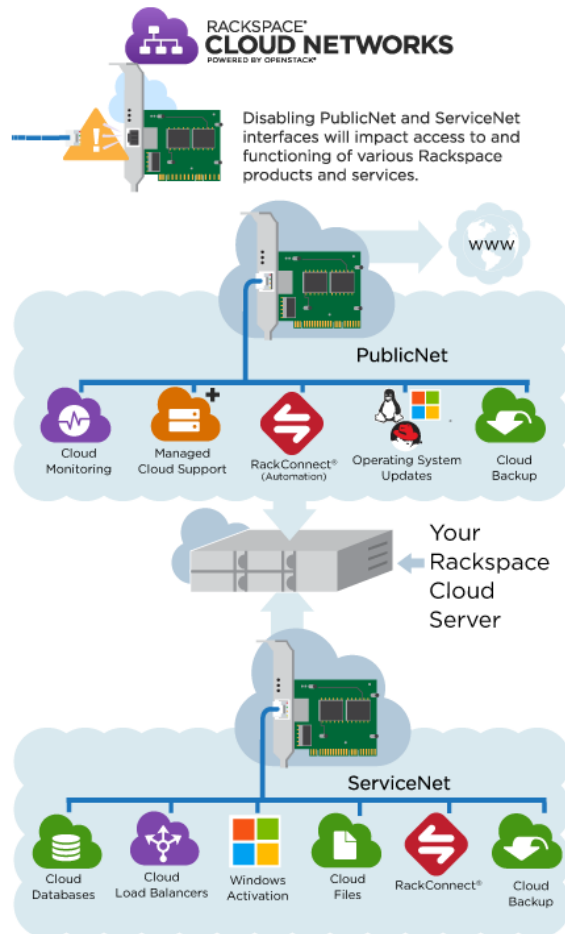 RACKSPACE®
CLOUD NETWORKS
POWERED BY OPENSTACK®
Disabling PublicNet and ServiceNet
interfaces will impact access to and
functioning of various Rackspace
products and services.
www
PublicNet
Cloud
Monitoring
Managed
Cloud Support
RackConnect®
(Automation)
Operating System
Updates
Cloud
Backup
Your
Rackspace
Cloud
Server
ServiceNet
Cloud
Databases
Cloud
Load Balancers
Windows
Activation
Cloud
Files
RackConnect®
Cloud
Backup